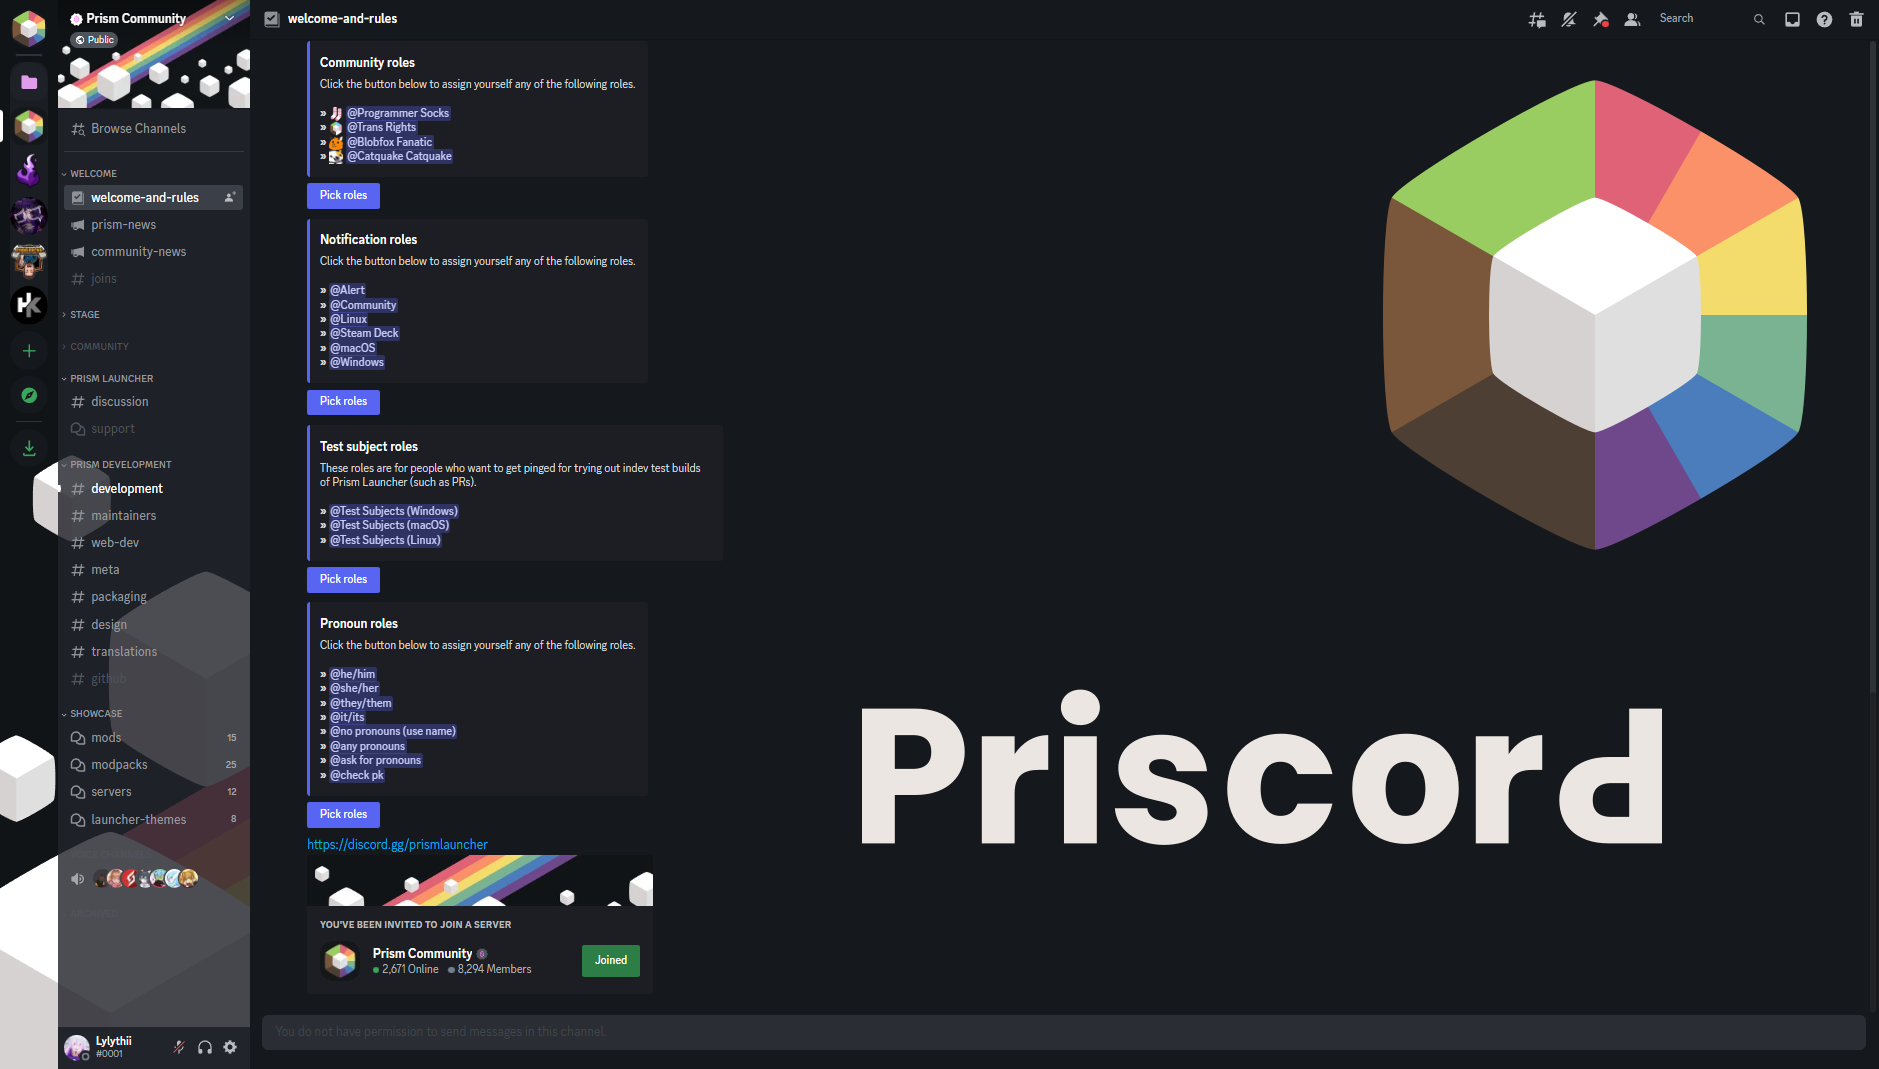 Prism Community
Public
Browse Channels
WELCOME
welcome-and-rules
prism-news
community-news
joins
STAGE
COMMUNITY
PRISM LAUNCHER
discussion
support
PRISM DEVELOPMENT
development
maintainers
web-dev
meta
packaging
design
translations
github
SHOWCASE
mods 15
modpacks 25
servers 12
launcher-themes 8
Lylythii
#0001
welcome-and-rules
Search
Community roles
Click the button below to assign yourself any of the following roles.
» @Programmer Socks
» @Trans Rights
» @Blobfox Fanatic
» @Catquake Catquake
Pick roles
Notification roles
Click the button below to assign yourself any of the following roles.
» @Alert
» @Community
» @Linux
» @Steam Deck
» @macOS
» @Windows
Pick roles
Test subject roles
These roles are for people who want to get pinged for trying out indev test builds
of Prism Launcher (such as PRs).
» @Test Subjects (Windows)
» @Test Subjects (macOS)
» @Test Subjects (Linux)
Pick roles
Pronoun roles
Click the button below to assign yourself any of the following roles.
» @he/him
» @she/her
» @they/them
» @it/its
» @no pronouns (use name)
» @any pronouns
» @ask for pronouns
» @check pk
Pick roles
https://discord.gg/prismlauncher
YOU'VE BEEN INVITED TO JOIN A SERVER
Prism Community
2,671 Online 8,294 Members
Joined
You do not have permission to send messages in this channel.
Priscord